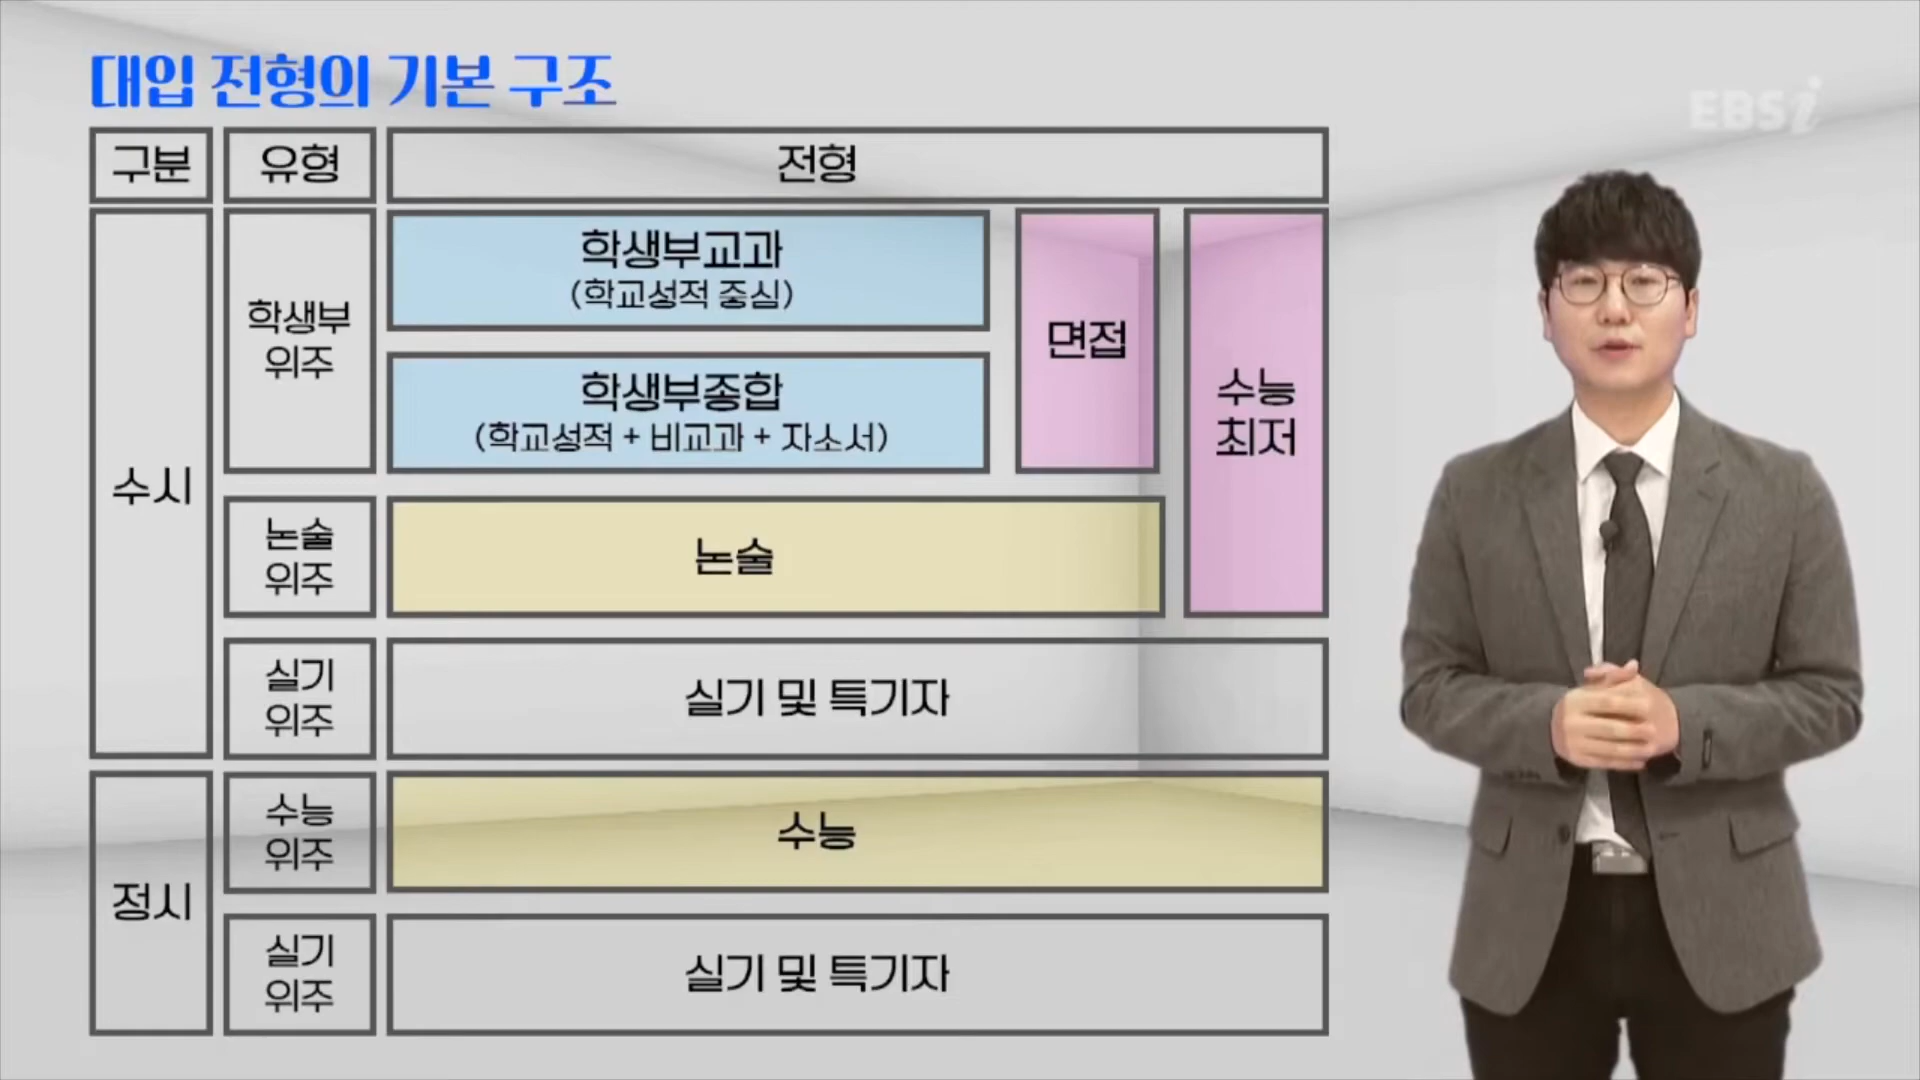 대입 전형의 기본 구조
EBSi
구분
유형
전형
수시
학생부
위주
학생부교과
(학교성적 중심)
학생부종합
(학교성적 + 비교과 + 자소서)
면접
수능
최저
논술
위주
논술
실기
위주
실기 및 특기자
정시
수능
위주
수능
실기
위주
실기 및 특기자